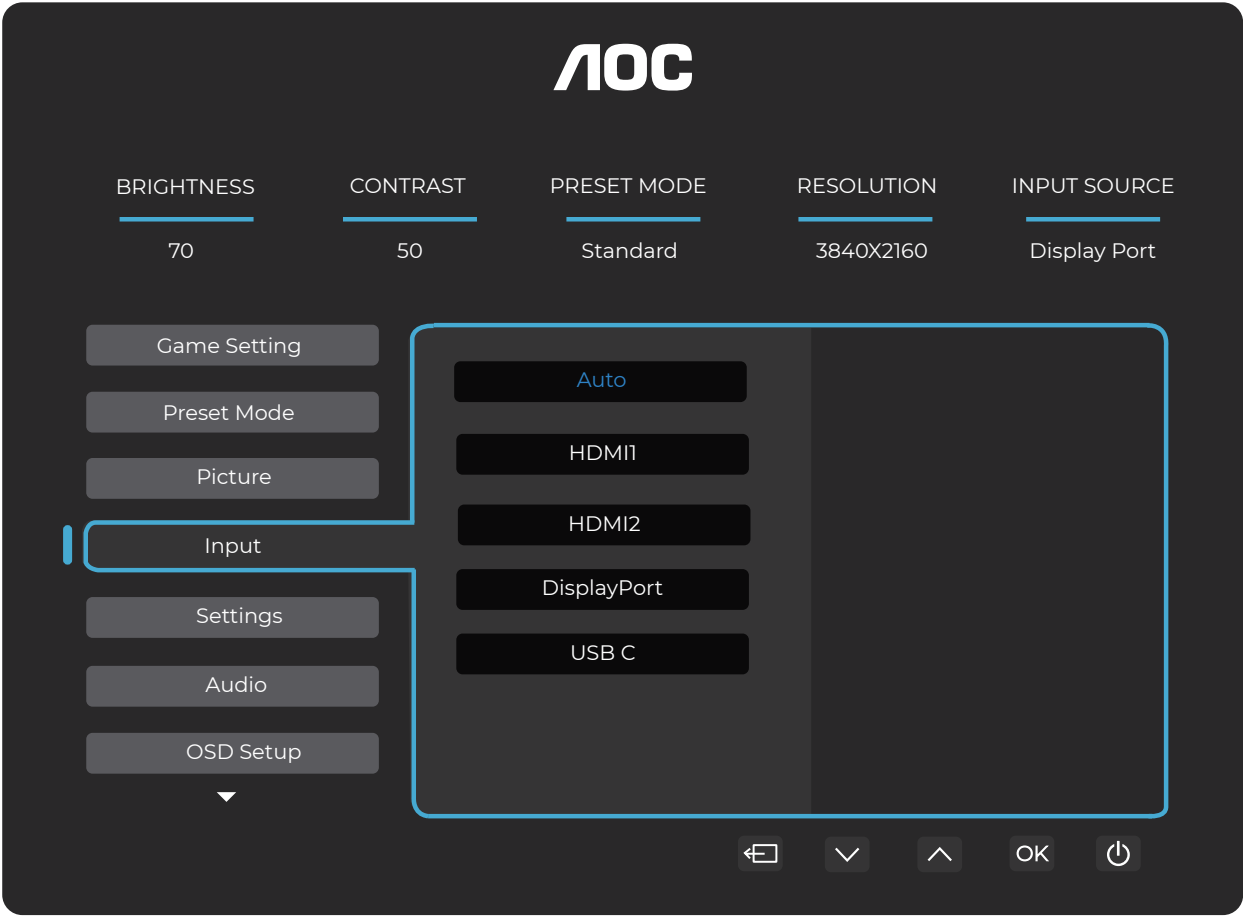 AOC
BRIGHTNESS CONTRAST PRESET MODE RESOLUTION INPUT SOURCE
70 50 Standard 3840X2160 Display Port
Game Setting
Preset Mode
Picture
Input
Settings
Audio
OSD Setup
Auto
HDMI1
HDMI2
DisplayPort
USB C
OK